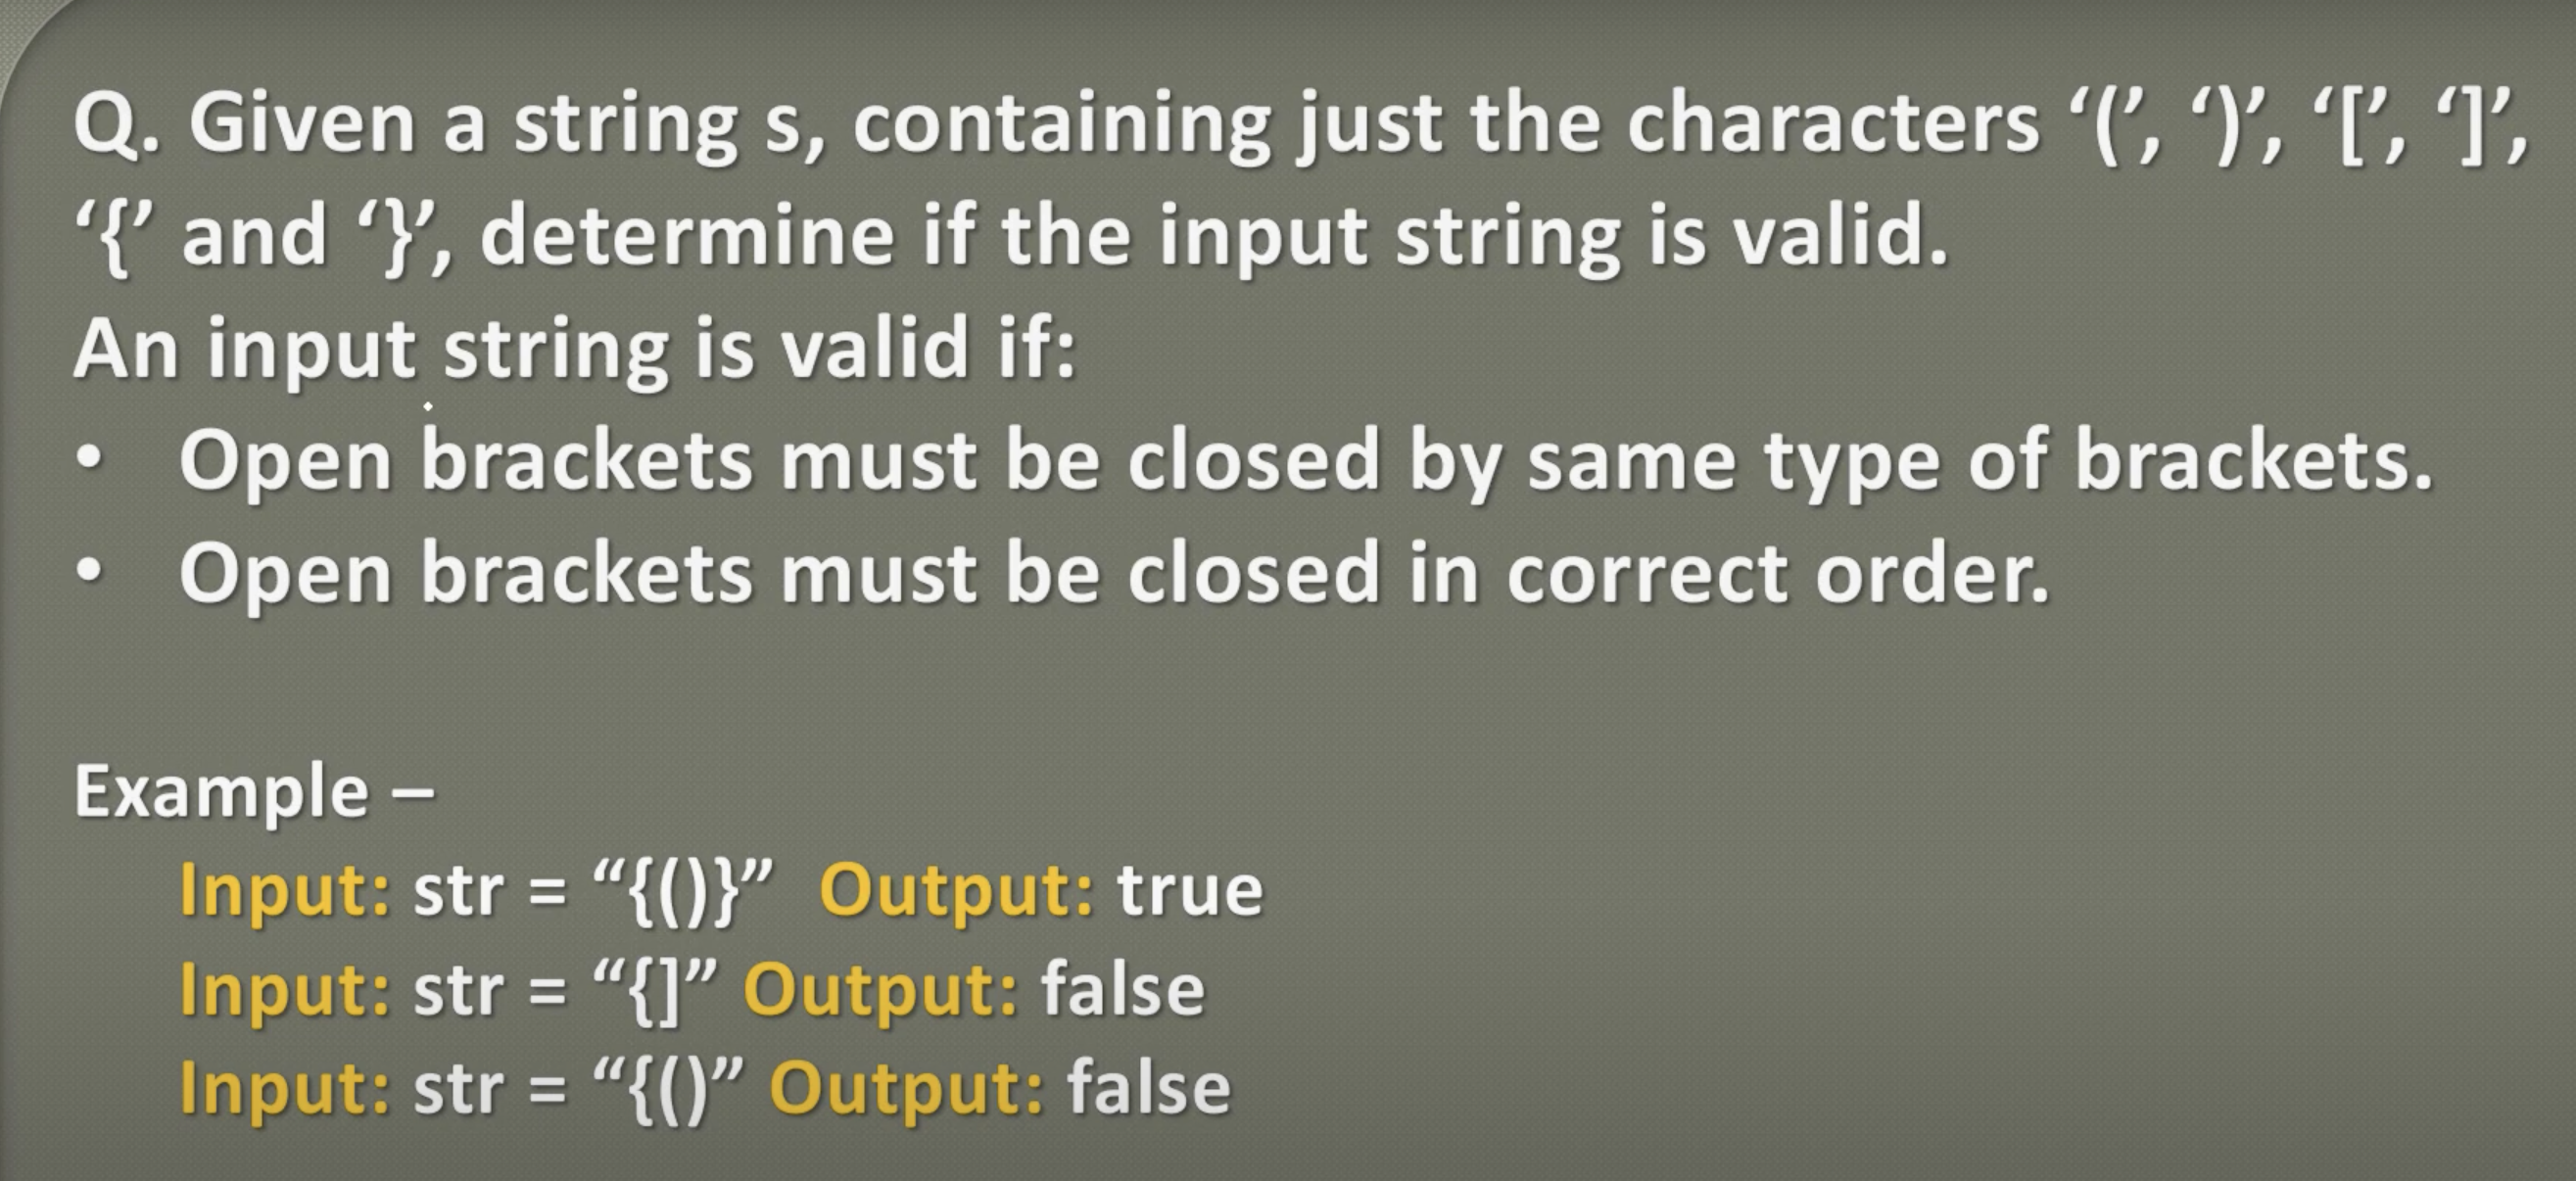 Q. Given a string s, containing just the characters ‘(’, ‘)’, ‘[’, ‘]’,
‘{’ and ‘}’, determine if the input string is valid.
An input string is valid if:
• Open brackets must be closed by same type of brackets.
• Open brackets must be closed in correct order.
Example –
Input: str = “{()}” Output: true
Input: str = “{]” Output: false
Input: str = “{()” Output: false